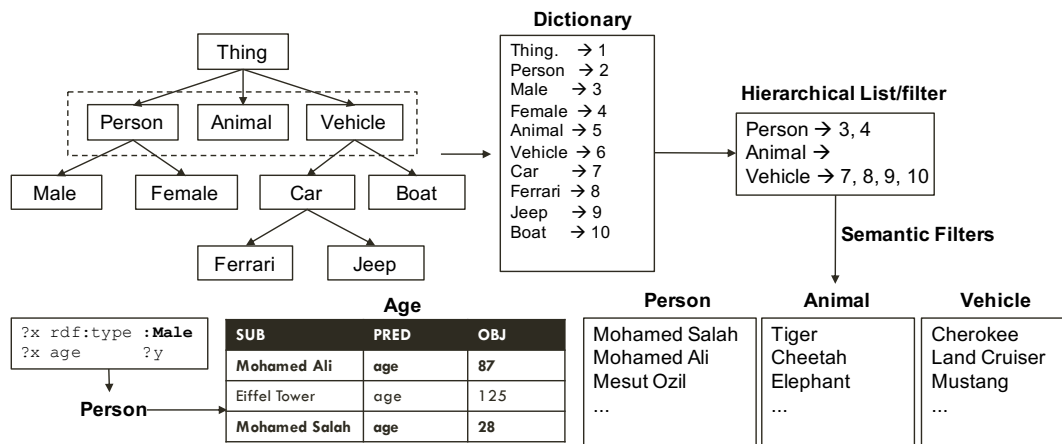 Thing
Person
Animal
Vehicle
Male
Female
Car
Boat
Ferrari
Jeep
Dictionary
Thing. → 1
Person → 2
Male → 3
Female → 4
Animal → 5
Vehicle → 6
Car → 7
Ferrari → 8
Jeep → 9
Boat → 10
Hierarchical List/filter
Person → 3, 4
Animal →
Vehicle → 7, 8, 9, 10
Semantic Filters
?x rdf:type :Male
?x age ?y
Person
Age
SUB PRED OBJ
Mohamed Ali age 87
Eiffel Tower age 125
Mohamed Salah age 28
Person
Mohamed Salah
Mohamed Ali
Mesut Ozil
...
Animal
Tiger
Cheetah
Elephant
...
Vehicle
Cherokee
Land Cruiser
Mustang
...